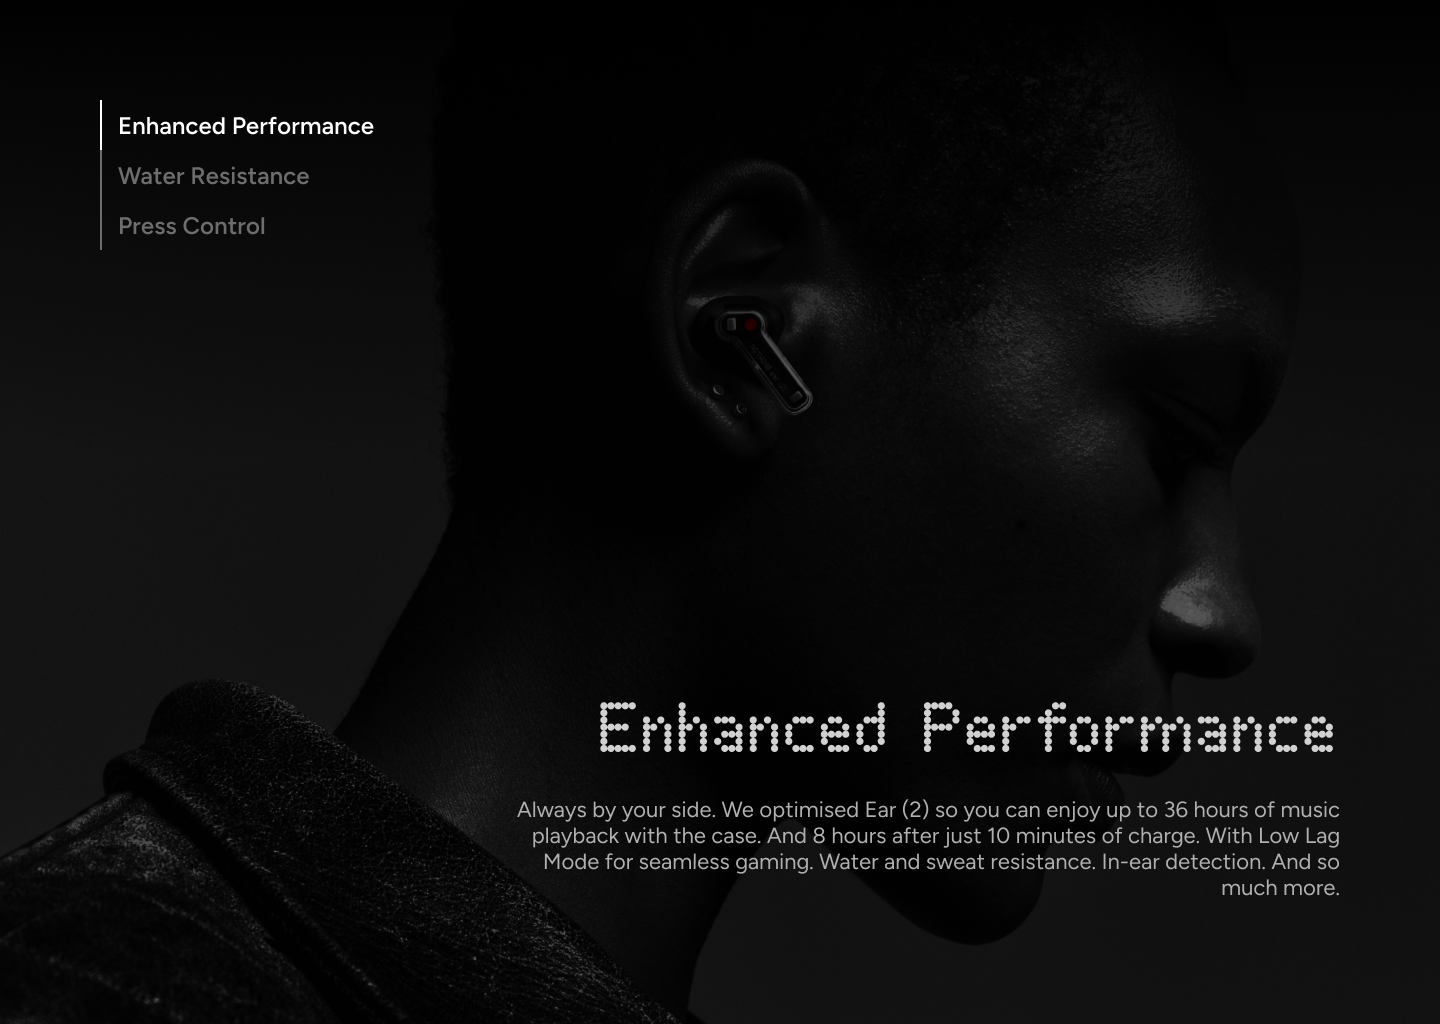 Enhanced Performance
Water Resistance
Press Control
Enhanced Performance
Always by your side. We optimised Ear (2) so you can enjoy up to 36 hours of music
playback with the case. And 8 hours after just 10 minutes of charge. With Low Lag
Mode for seamless gaming. Water and sweat resistance. In-ear detection. And so
much more.